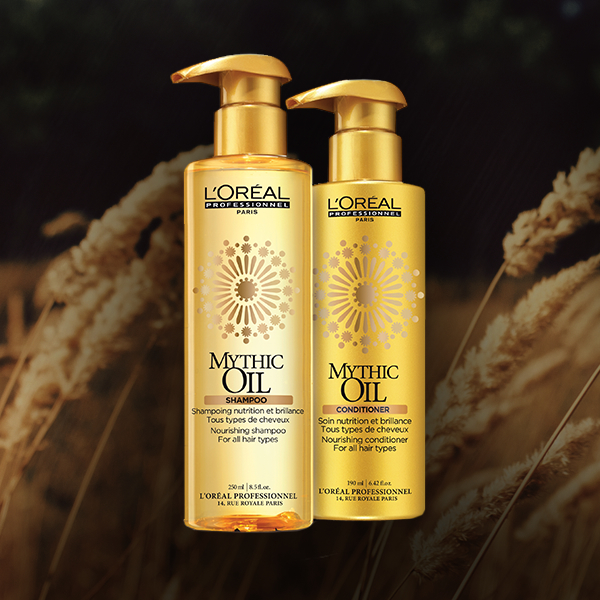 L'ORÉAL
PROFESSIONNEL
PARIS
MYTHIC
OIL
SHAMPOO
Shampoing nutrition et brillance
Tous types de cheveux
Nourishing shampoo
For all hair types
250 ml | 8.5 fl.oz.
L'ORÉAL PROFESSIONNEL
14, RUE ROYALE PARIS
L'ORÉAL
PROFESSIONNEL
PARIS
MYTHIC
OIL
CONDITIONER
Soin nutrition et brillance
Tous types de cheveux
Nourishing conditioner
For all hair types
190 ml | 6.42 fl.oz.
L'ORÉAL PROFESSIONNEL
14, RUE ROYALE PARIS